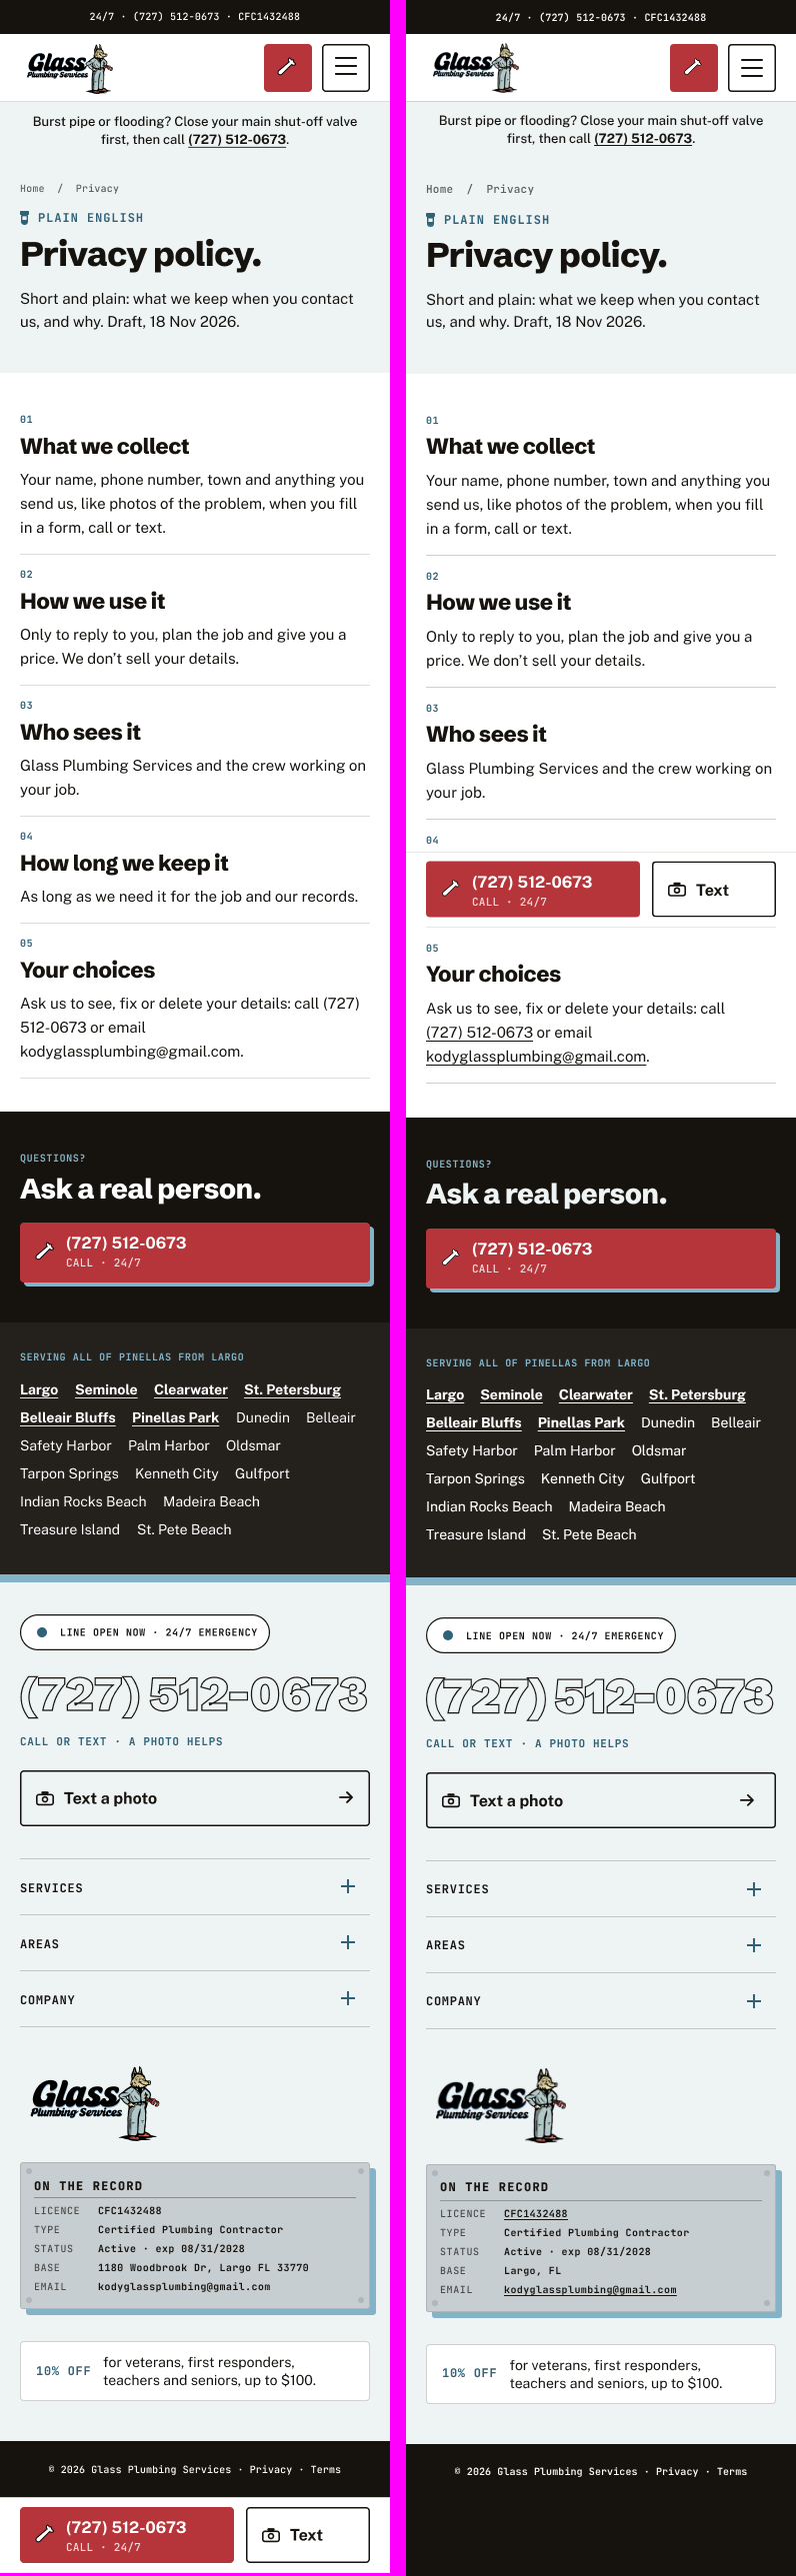 24/7 · (727) 512-0673 · CFC1432488
Glass
Plumbing Services
Burst pipe or flooding? Close your main shut-off valve
first, then call (727) 512-0673.
Home / Privacy
PLAIN ENGLISH
Privacy policy.
Short and plain: what we keep when you contact
us, and why. Draft, 18 Nov 2026.
01
What we collect
Your name, phone number, town and anything you
send us, like photos of the problem, when you fill
in a form, call or text.
02
How we use it
Only to reply to you, plan the job and give you a
price. We don't sell your details.
03
Who sees it
Glass Plumbing Services and the crew working on
your job.
04
How long we keep it
As long as we need it for the job and our records.
05
Your choices
Ask us to see, fix or delete your details: call (727)
512-0673 or email
kodyglassplumbing@gmail.com.
QUESTIONS?
Ask a real person.
(727) 512-0673
CALL · 24/7
SERVING ALL OF PINELLAS FROM LARGO
Largo Seminole Clearwater St. Petersburg
Belleair Bluffs Pinellas Park Dunedin Belleair
Safety Harbor Palm Harbor Oldsmar
Tarpon Springs Kenneth City Gulfport
Indian Rocks Beach Madeira Beach
Treasure Island St. Pete Beach
LINE OPEN NOW · 24/7 EMERGENCY
(727) 512-0673
CALL OR TEXT · A PHOTO HELPS
Text a photo
SERVICES
AREAS
COMPANY
Glass
Plumbing Services
ON THE RECORD
LICENCE CFC1432488
TYPE Certified Plumbing Contractor
STATUS Active · exp 08/31/2028
BASE 1180 Woodbrook Dr, Largo FL 33770
EMAIL kodyglassplumbing@gmail.com
10% OFF for veterans, first responders,
teachers and seniors, up to $100.
© 2026 Glass Plumbing Services · Privacy · Terms
(727) 512-0673
CALL · 24/7
Text
24/7 · (727) 512-0673 · CFC1432488
Glass
Plumbing Services
Burst pipe or flooding? Close your main shut-off valve
first, then call (727) 512-0673.
Home / Privacy
PLAIN ENGLISH
Privacy policy.
Short and plain: what we keep when you contact
us, and why. Draft, 18 Nov 2026.
01
What we collect
Your name, phone number, town and anything you
send us, like photos of the problem, when you fill
in a form, call or text.
02
How we use it
Only to reply to you, plan the job and give you a
price. We don't sell your details.
03
Who sees it
Glass Plumbing Services and the crew working on
your job.
04
(727) 512-0673
CALL · 24/7
Text
05
Your choices
Ask us to see, fix or delete your details: call
(727) 512-0673 or email
kodyglassplumbing@gmail.com.
QUESTIONS?
Ask a real person.
(727) 512-0673
CALL · 24/7
SERVING ALL OF PINELLAS FROM LARGO
Largo Seminole Clearwater St. Petersburg
Belleair Bluffs Pinellas Park Dunedin Belleair
Safety Harbor Palm Harbor Oldsmar
Tarpon Springs Kenneth City Gulfport
Indian Rocks Beach Madeira Beach
Treasure Island St. Pete Beach
LINE OPEN NOW · 24/7 EMERGENCY
(727) 512-0673
CALL OR TEXT · A PHOTO HELPS
Text a photo
SERVICES
AREAS
COMPANY
Glass
Plumbing Services
ON THE RECORD
LICENCE CFC1432488
TYPE Certified Plumbing Contractor
STATUS Active · exp 08/31/2028
BASE Largo, FL
EMAIL kodyglassplumbing@gmail.com
10% OFF for veterans, first responders,
teachers and seniors, up to $100.
© 2026 Glass Plumbing Services · Privacy · Terms